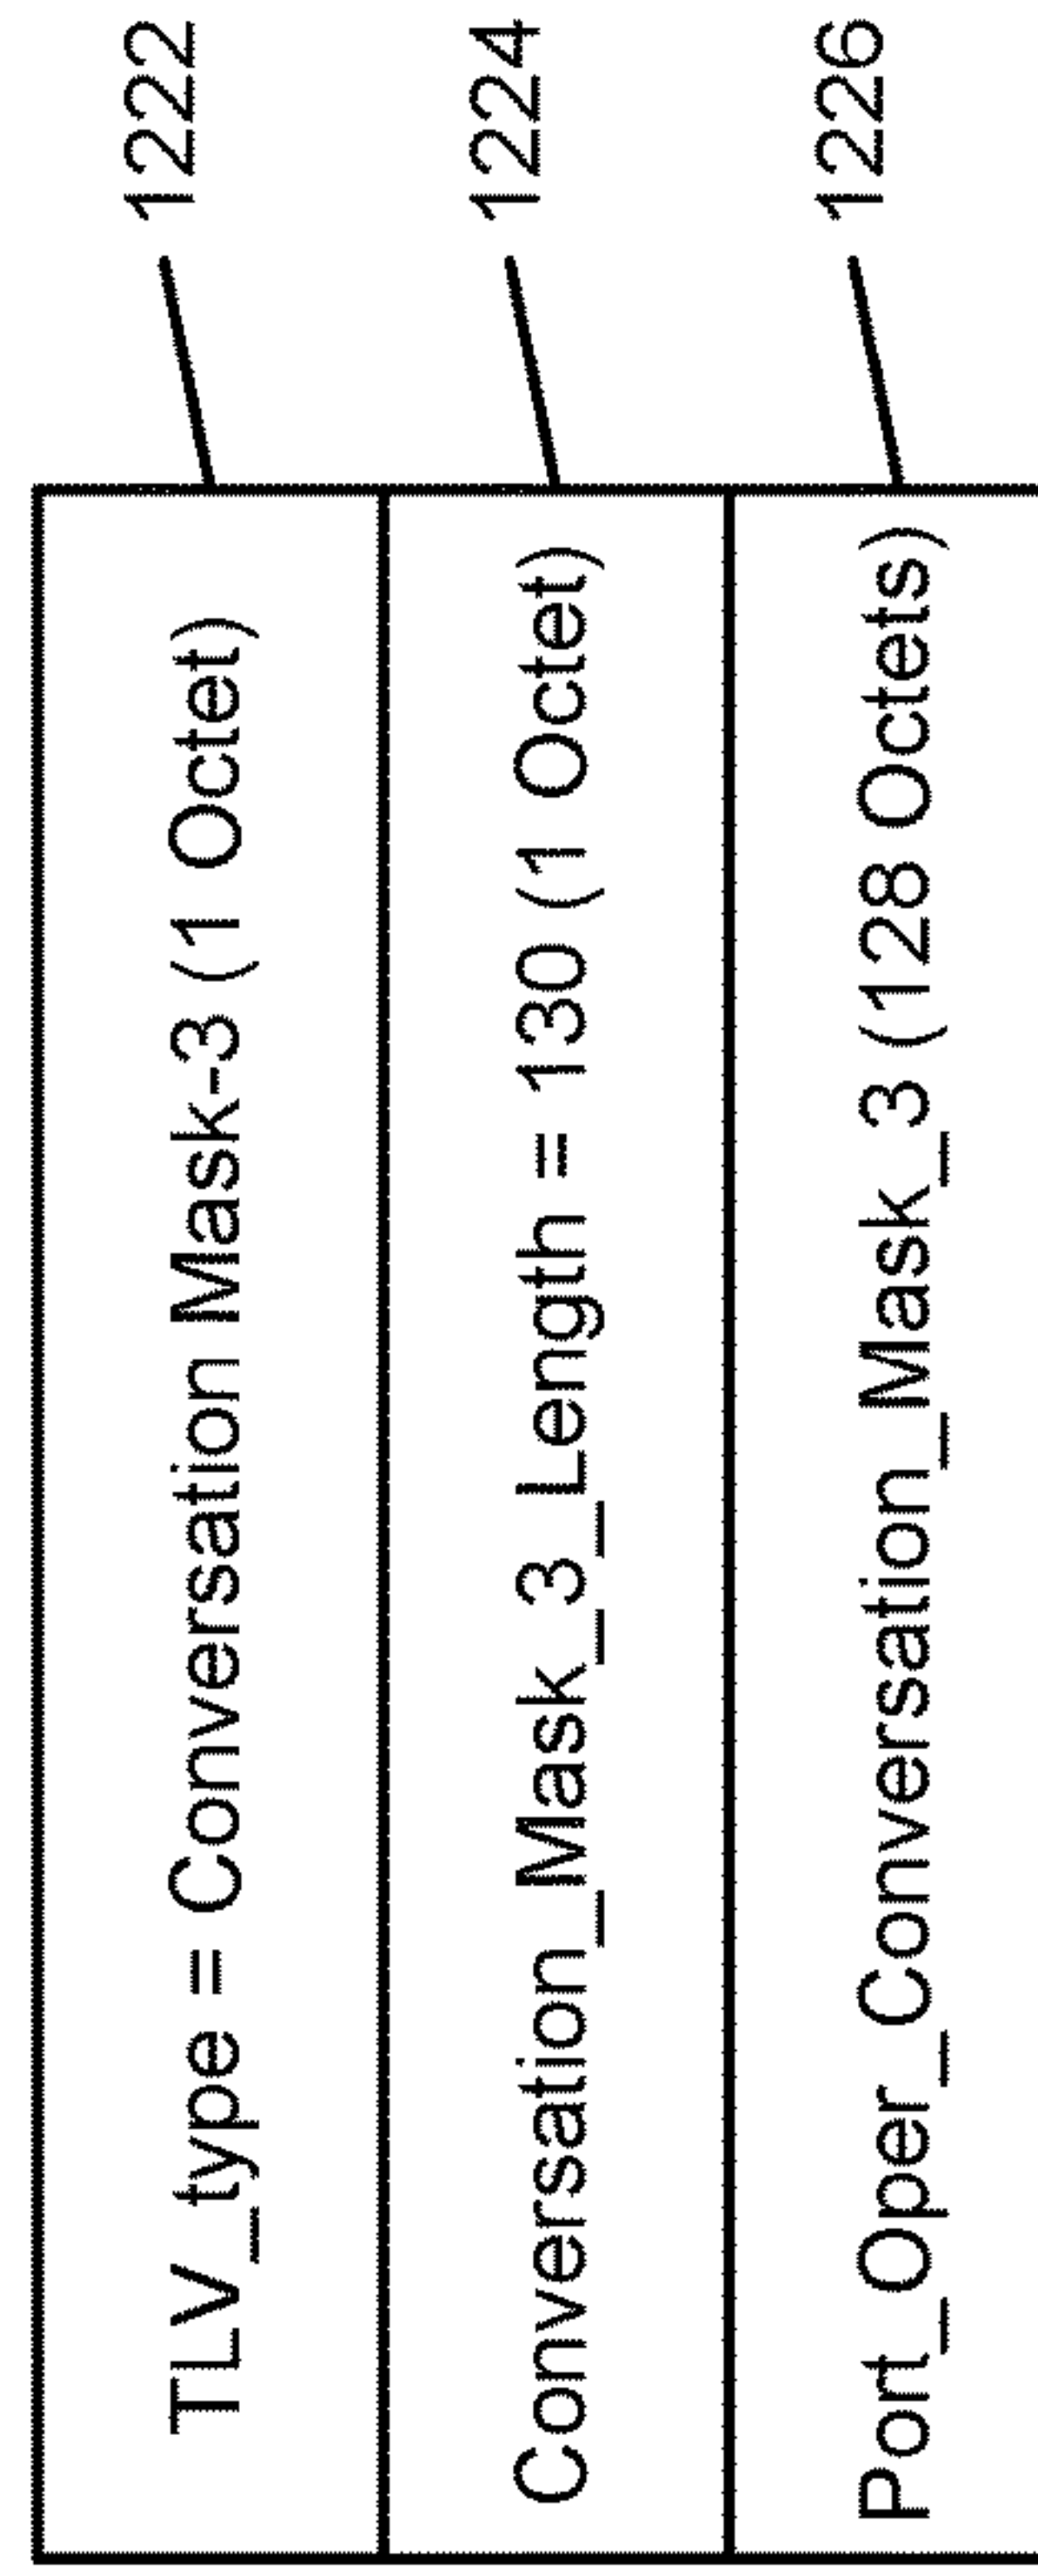 TLV_type = Conversation Mask-3 (1 Octet) 1222
Conversation_Mask_3_Length = 130 (1 Octet) 1224
Port_Oper_Conversation_Mask_3 (128 Octets) 1226